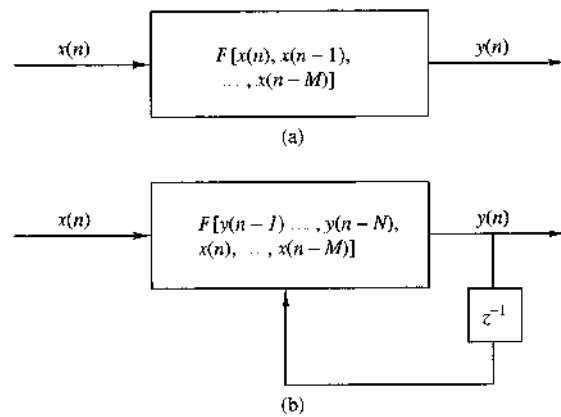 x(n)
F[x(n), x(n − 1),
..., x(n − M)]
y(n)
(a)
x(n)
F[y(n − 1) ..., y(n − N),
x(n), ..., x(n − M)]
y(n)
z⁻¹
(b)